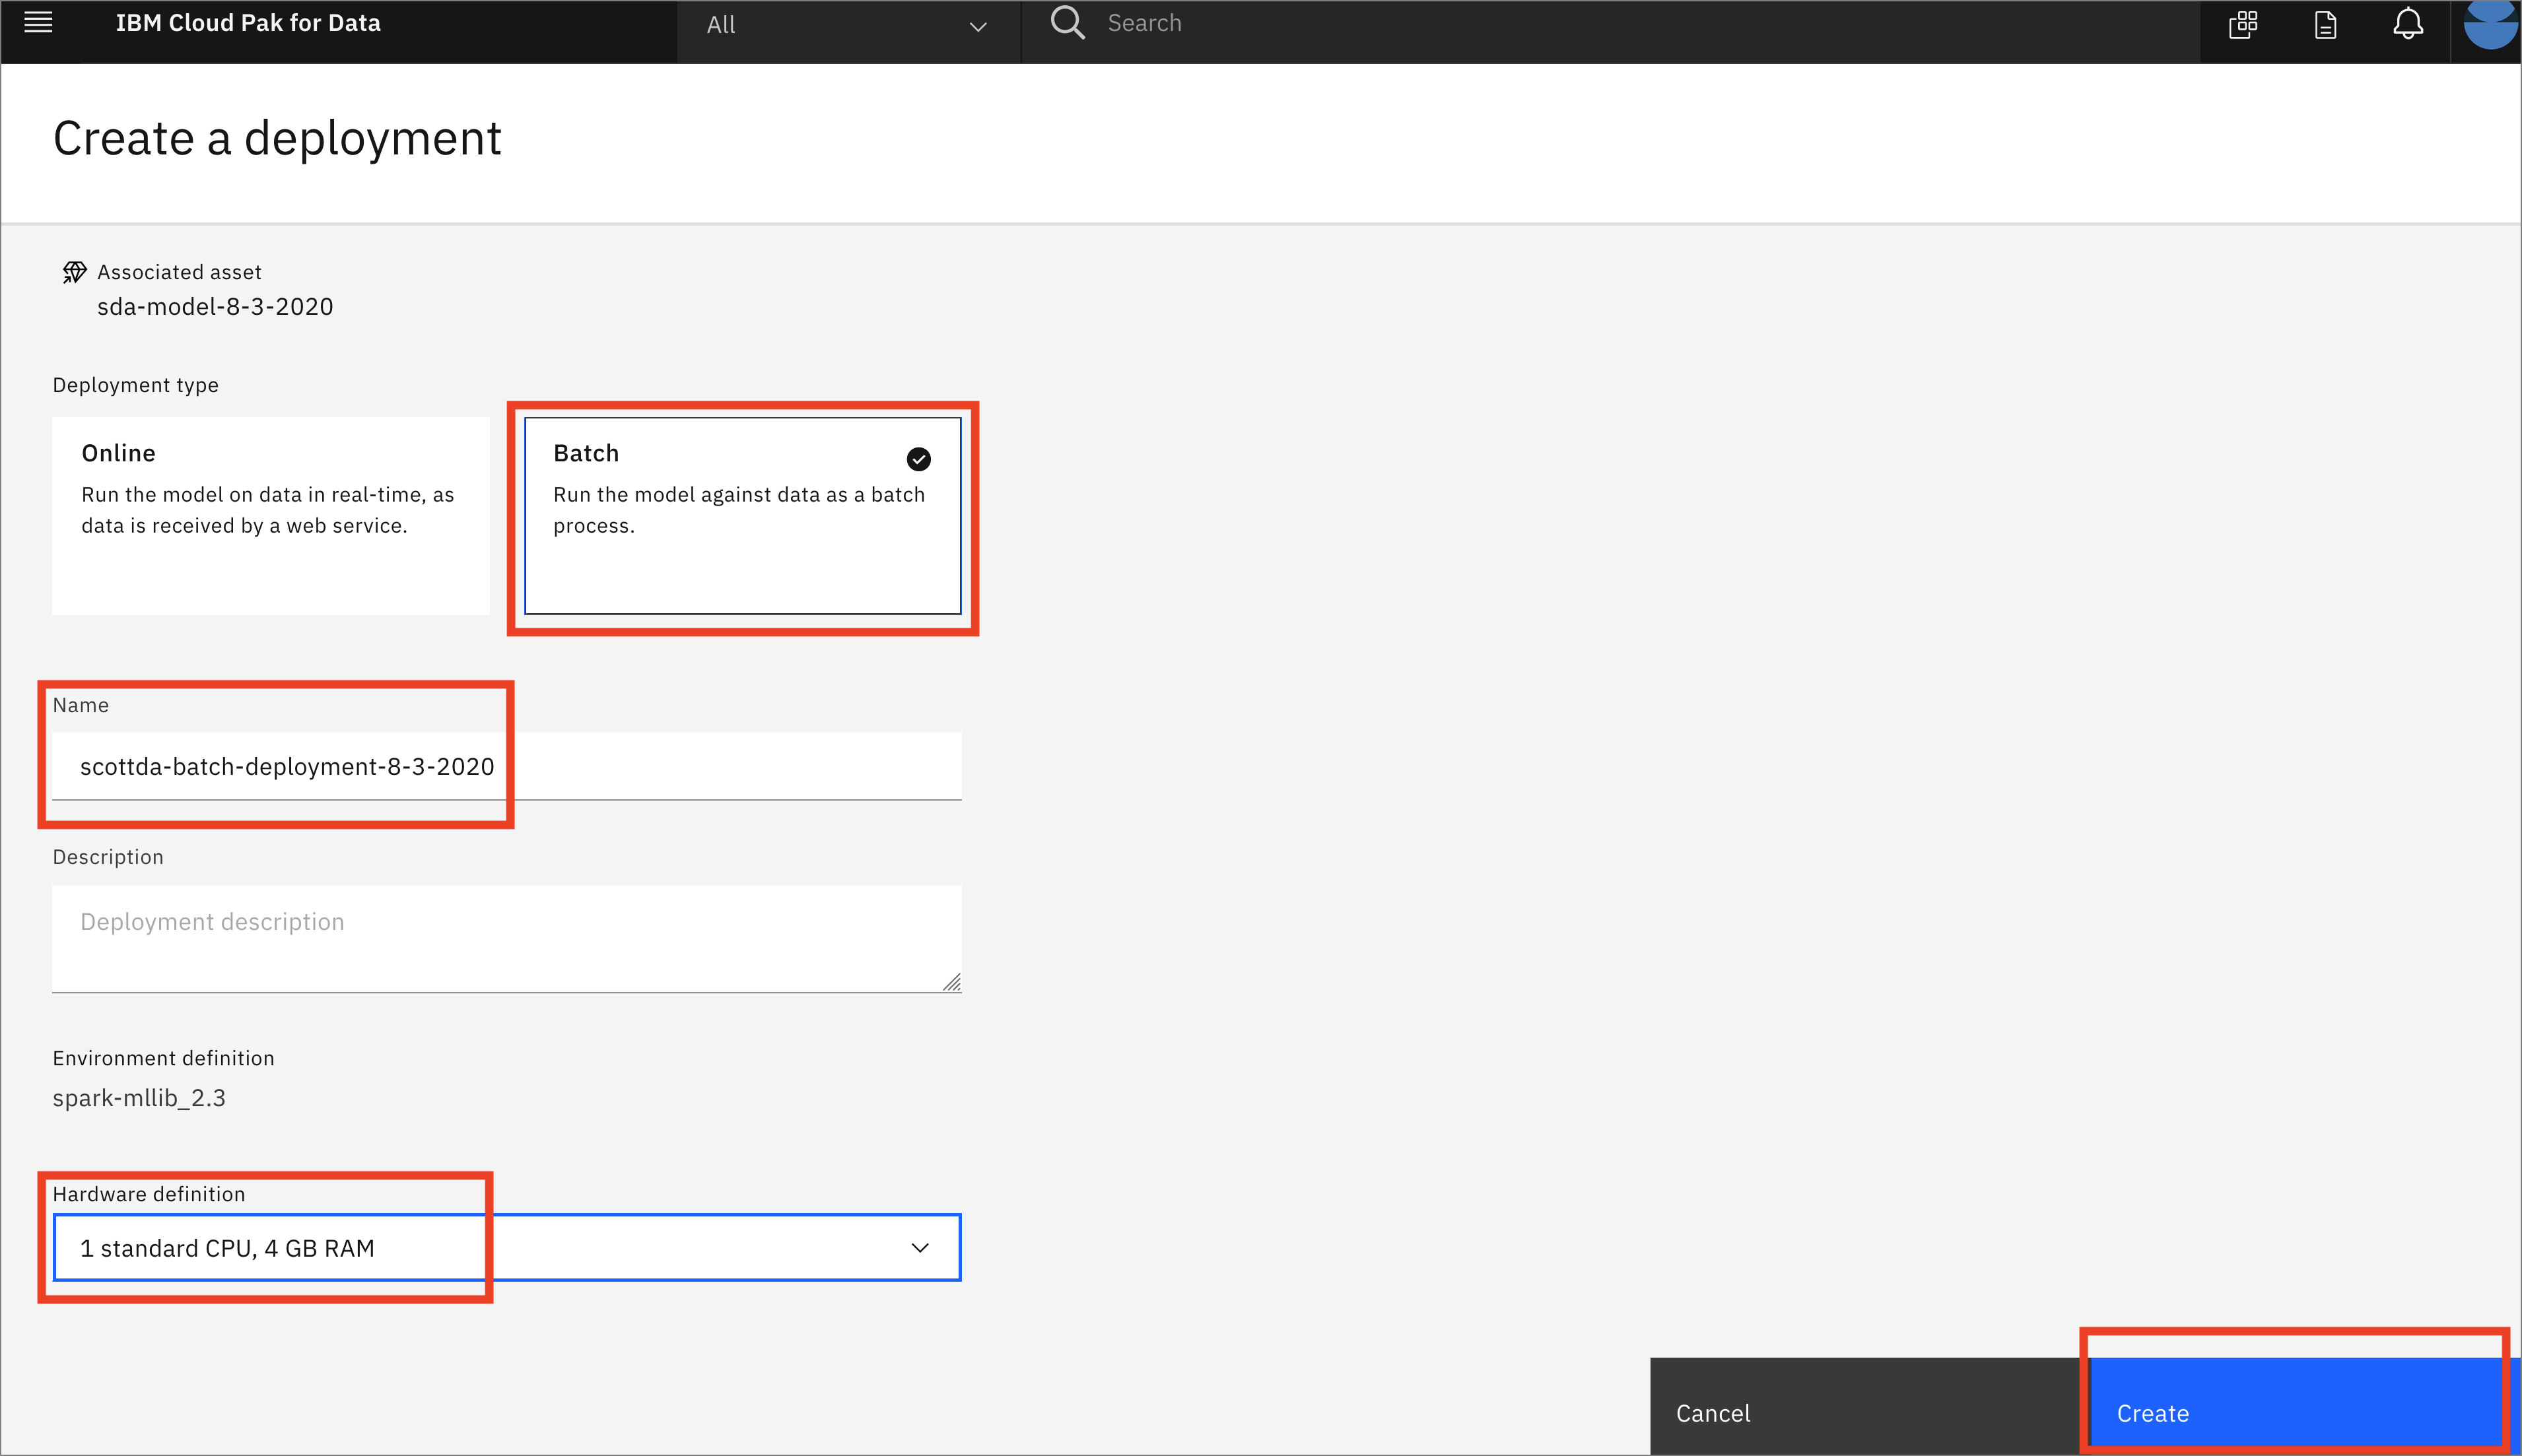 IBM Cloud Pak for Data
All
Search
Create a deployment
Associated asset
sda-model-8-3-2020
Deployment type
Online
Run the model on data in real-time, as
data is received by a web service.
Batch
Run the model against data as a batch
process.
Name
scottda-batch-deployment-8-3-2020
Description
Deployment description
Environment definition
spark-mllib_2.3
Hardware definition
1 standard CPU, 4 GB RAM
Cancel
Create